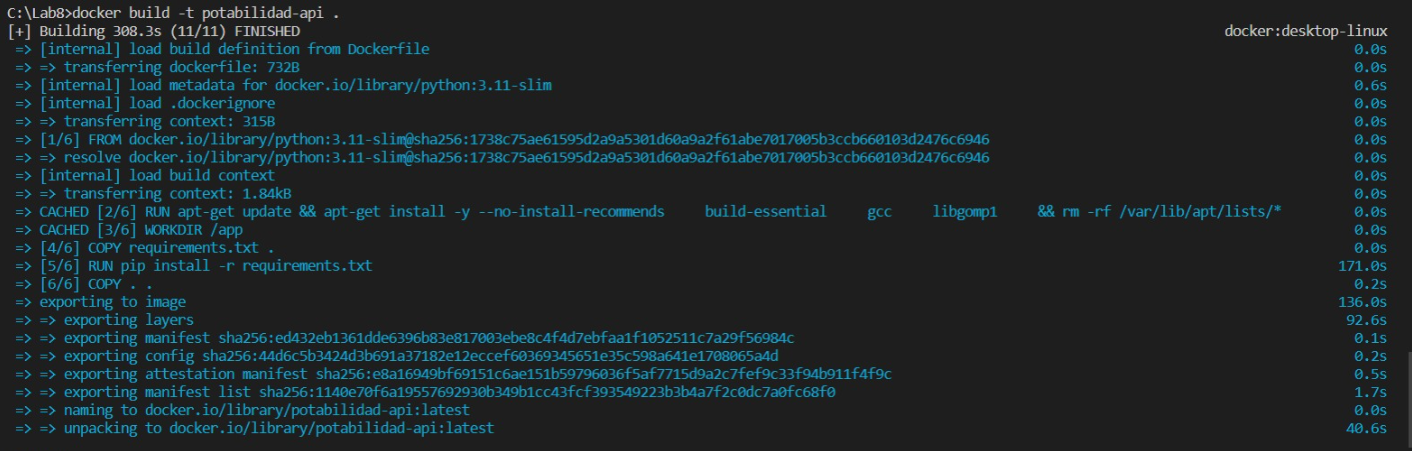 C:\Lab8>docker build -t potabilidad-api .
[+] Building 308.3s (11/11) FINISHED docker:desktop-linux
=> [internal] load build definition from Dockerfile 0.0s
=> => transferring dockerfile: 732B 0.0s
=> [internal] load metadata for docker.io/library/python:3.11-slim 0.6s
=> [internal] load .dockerignore 0.0s
=> => transferring context: 315B 0.0s
=> [1/6] FROM docker.io/library/python:3.11-slim@sha256:1738c75ae61595d2a9a5301d60a9a2f61abe7017005b3ccb660103d2476c6946 0.0s
=> => resolve docker.io/library/python:3.11-slim@sha256:1738c75ae61595d2a9a5301d60a9a2f61abe7017005b3ccb660103d2476c6946 0.0s
=> [internal] load build context 0.0s
=> => transferring context: 1.84kB 0.0s
=> CACHED [2/6] RUN apt-get update && apt-get install -y --no-install-recommends     build-essential     gcc     libgomp1     && rm -rf /var/lib/apt/lists/* 0.0s
=> CACHED [3/6] WORKDIR /app 0.0s
=> [4/6] COPY requirements.txt . 0.0s
=> [5/6] RUN pip install -r requirements.txt 171.0s
=> [6/6] COPY . . 0.2s
=> exporting to image 136.0s
=> => exporting layers 92.6s
=> => exporting manifest sha256:ed432eb1361dde6396b83e817003ebe8c4f4d7ebfaa1f1052511c7a29f56984c 0.1s
=> => exporting config sha256:44d6c5b3424d3b691a37182e12eccef60369345651e35c598a641e1708065a4d 0.2s
=> => exporting attestation manifest sha256:e8a16949bf69151c6ae151b59796036f5af7715d9a2c7fef9c33f94b911f4f9c 0.5s
=> => exporting manifest list sha256:1140e70f6a19557692930b349b1cc43fcf393549223b3b4a7f2c0dc7a0fc68f0 1.7s
=> => naming to docker.io/library/potabilidad-api:latest 0.0s
=> => unpacking to docker.io/library/potabilidad-api:latest 40.6s